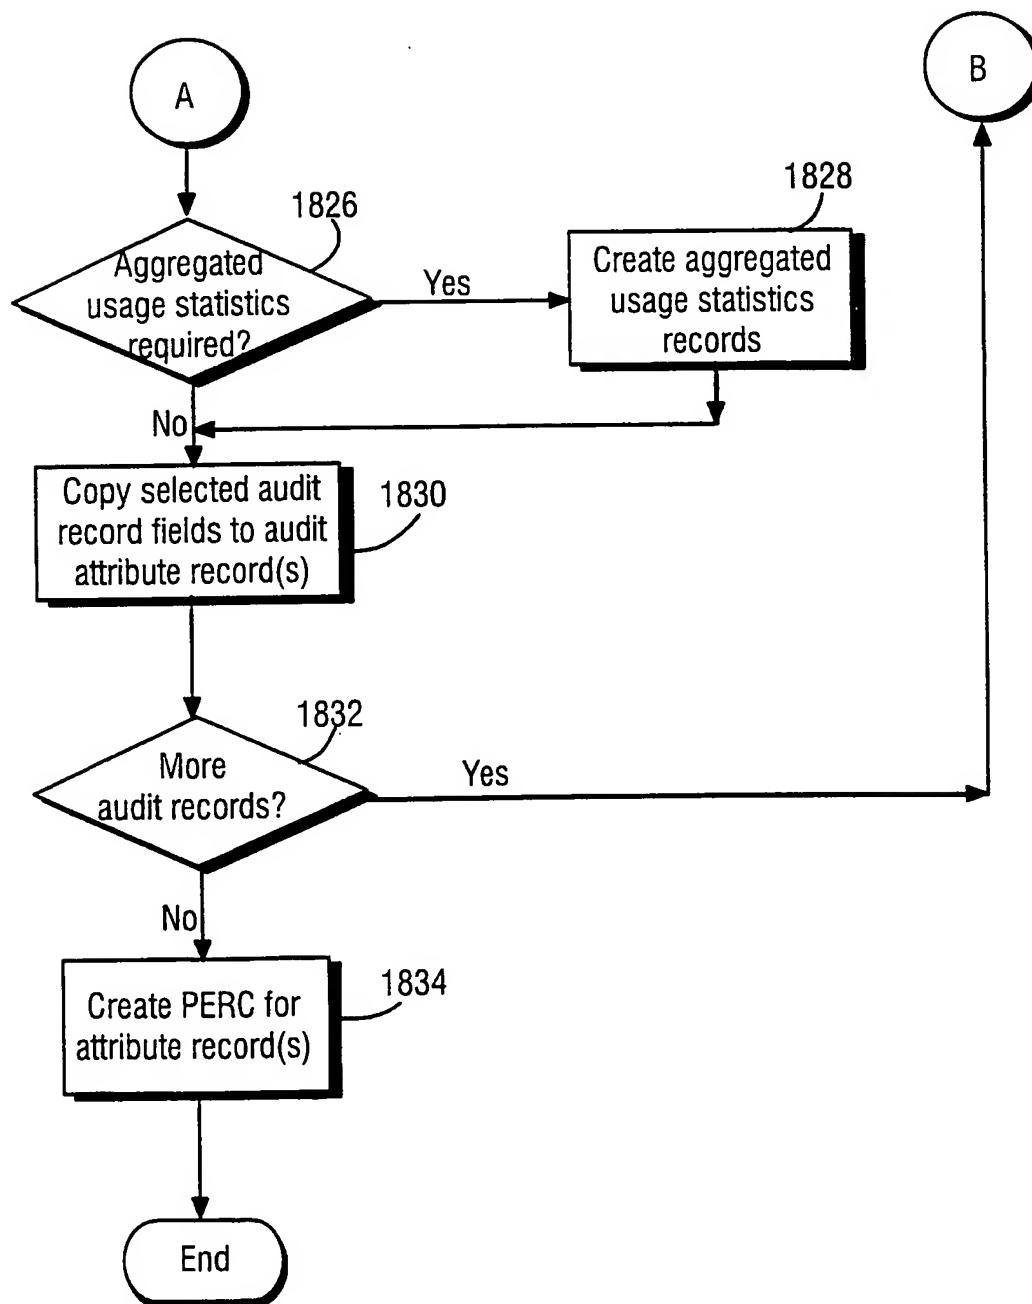 A
B
1826
1828
Aggregated
usage statistics
required?
Yes
Create aggregated
usage statistics
records
No
Copy selected audit
record fields to audit
attribute record(s)
1830
1832
More
audit records?
Yes
No
Create PERC for
attribute record(s)
1834
End